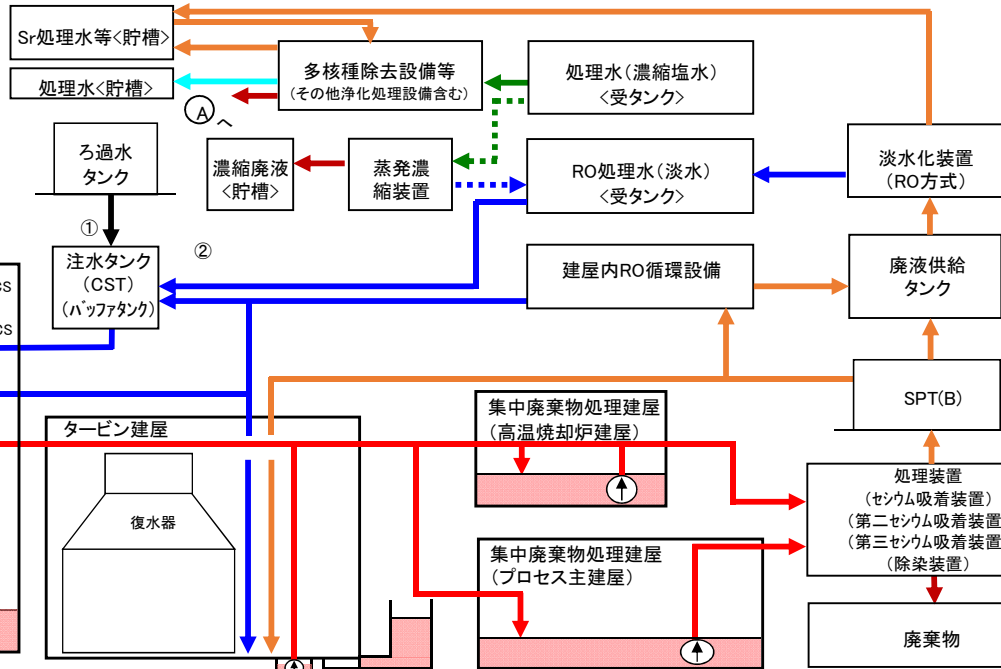 Sr処理水等<貯槽>
処理水<貯槽>
A へ
多核種除去設備等
(その他浄化処理設備含む)
処理水(濃縮塩水)
<受タンク>
ろ過水
タンク
濃縮廃液
<貯槽>
蒸発濃
縮装置
RO処理水(淡水)
<受タンク>
淡水化装置
(RO方式)
①
②
注水タンク
(CST)
(バッファタンク)
CS
CS
建屋内RO循環設備
廃液供給
タンク
SPT(B)
タービン建屋
復水器
集中廃棄物処理建屋
(高温焼却炉建屋)
集中廃棄物処理建屋
(プロセス主建屋)
処理装置
(セシウム吸着装置)
(第二セシウム吸着装置
(第三セシウム吸着装置
(除染装置)
廃棄物